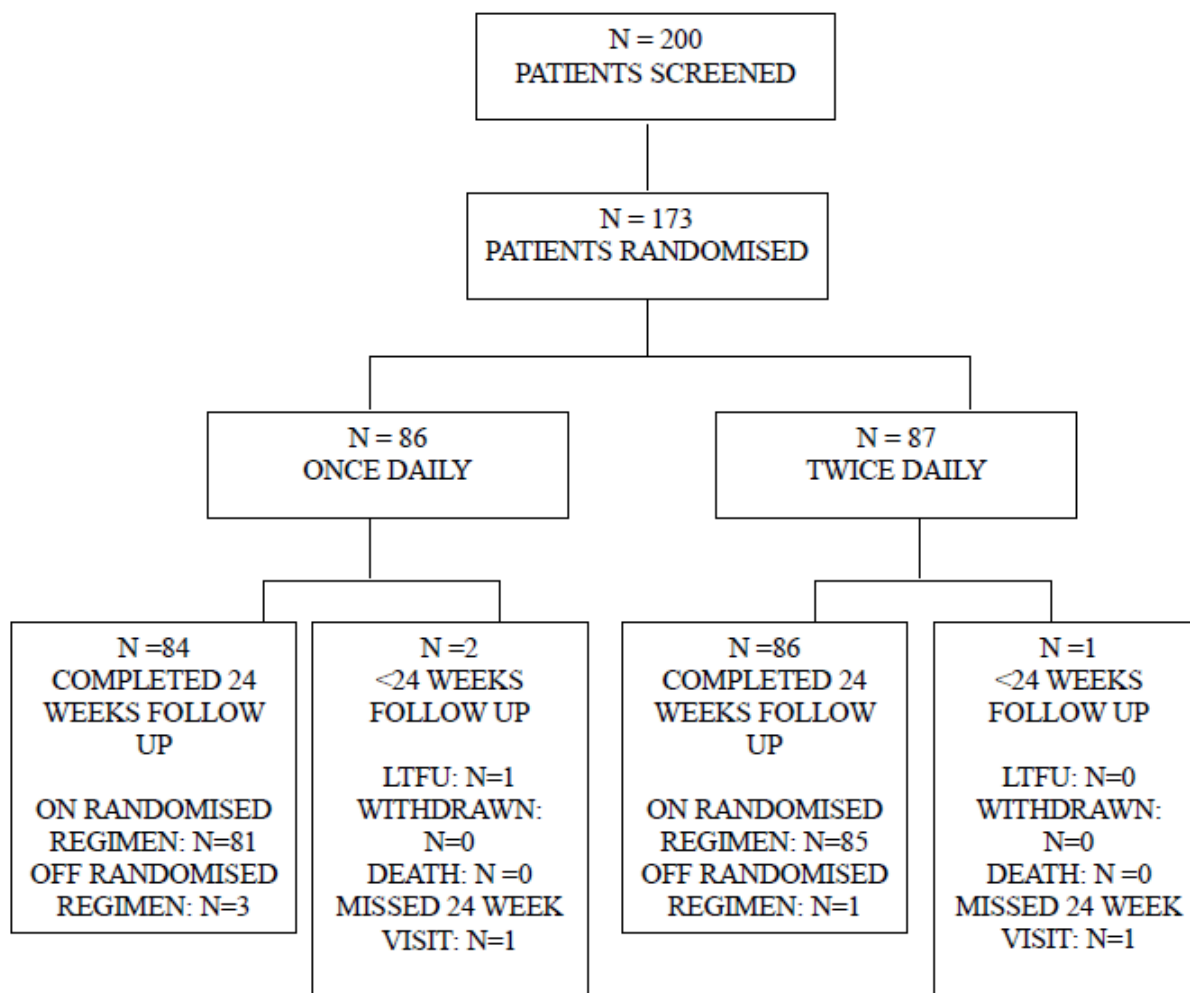 N = 200
PATIENTS SCREENED
N = 173
PATIENTS RANDOMISED
N = 86
ONCE DAILY
N = 87
TWICE DAILY
N =84
COMPLETED 24
WEEKS FOLLOW
UP
ON RANDOMISED
REGIMEN: N=81
OFF RANDOMISED
REGIMEN: N=3
N =2
<24 WEEKS
FOLLOW UP
LTFU: N=1
WITHDRAWN:
N=0
DEATH: N =0
MISSED 24 WEEK
VISIT: N=1
N =86
COMPLETED 24
WEEKS FOLLOW
UP
ON RANDOMISED
REGIMEN: N=85
OFF RANDOMISED
REGIMEN: N=1
N =1
<24 WEEKS
FOLLOW UP
LTFU: N=0
WITHDRAWN:
N=0
DEATH: N =0
MISSED 24 WEEK
VISIT: N=1